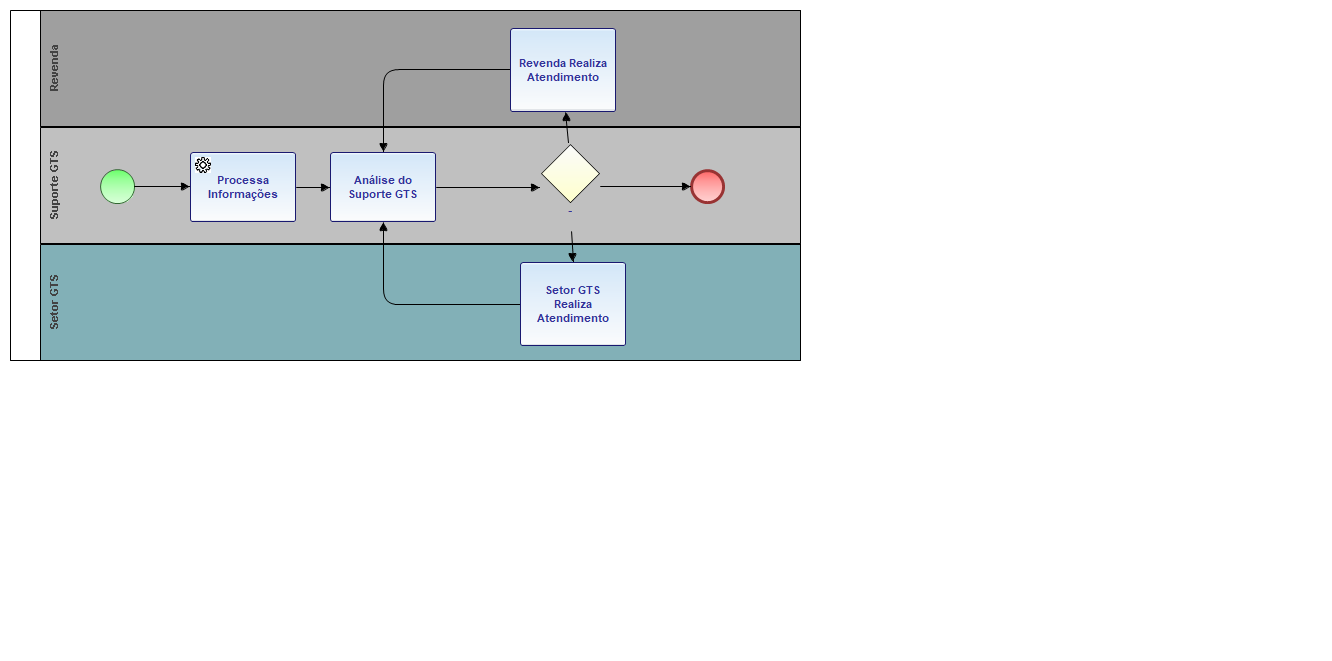 Revenda
Revenda Realiza
Atendimento
Suporte GTS
Processa
Informações
Análise do
Suporte GTS
-
Setor GTS
Setor GTS
Realiza
Atendimento